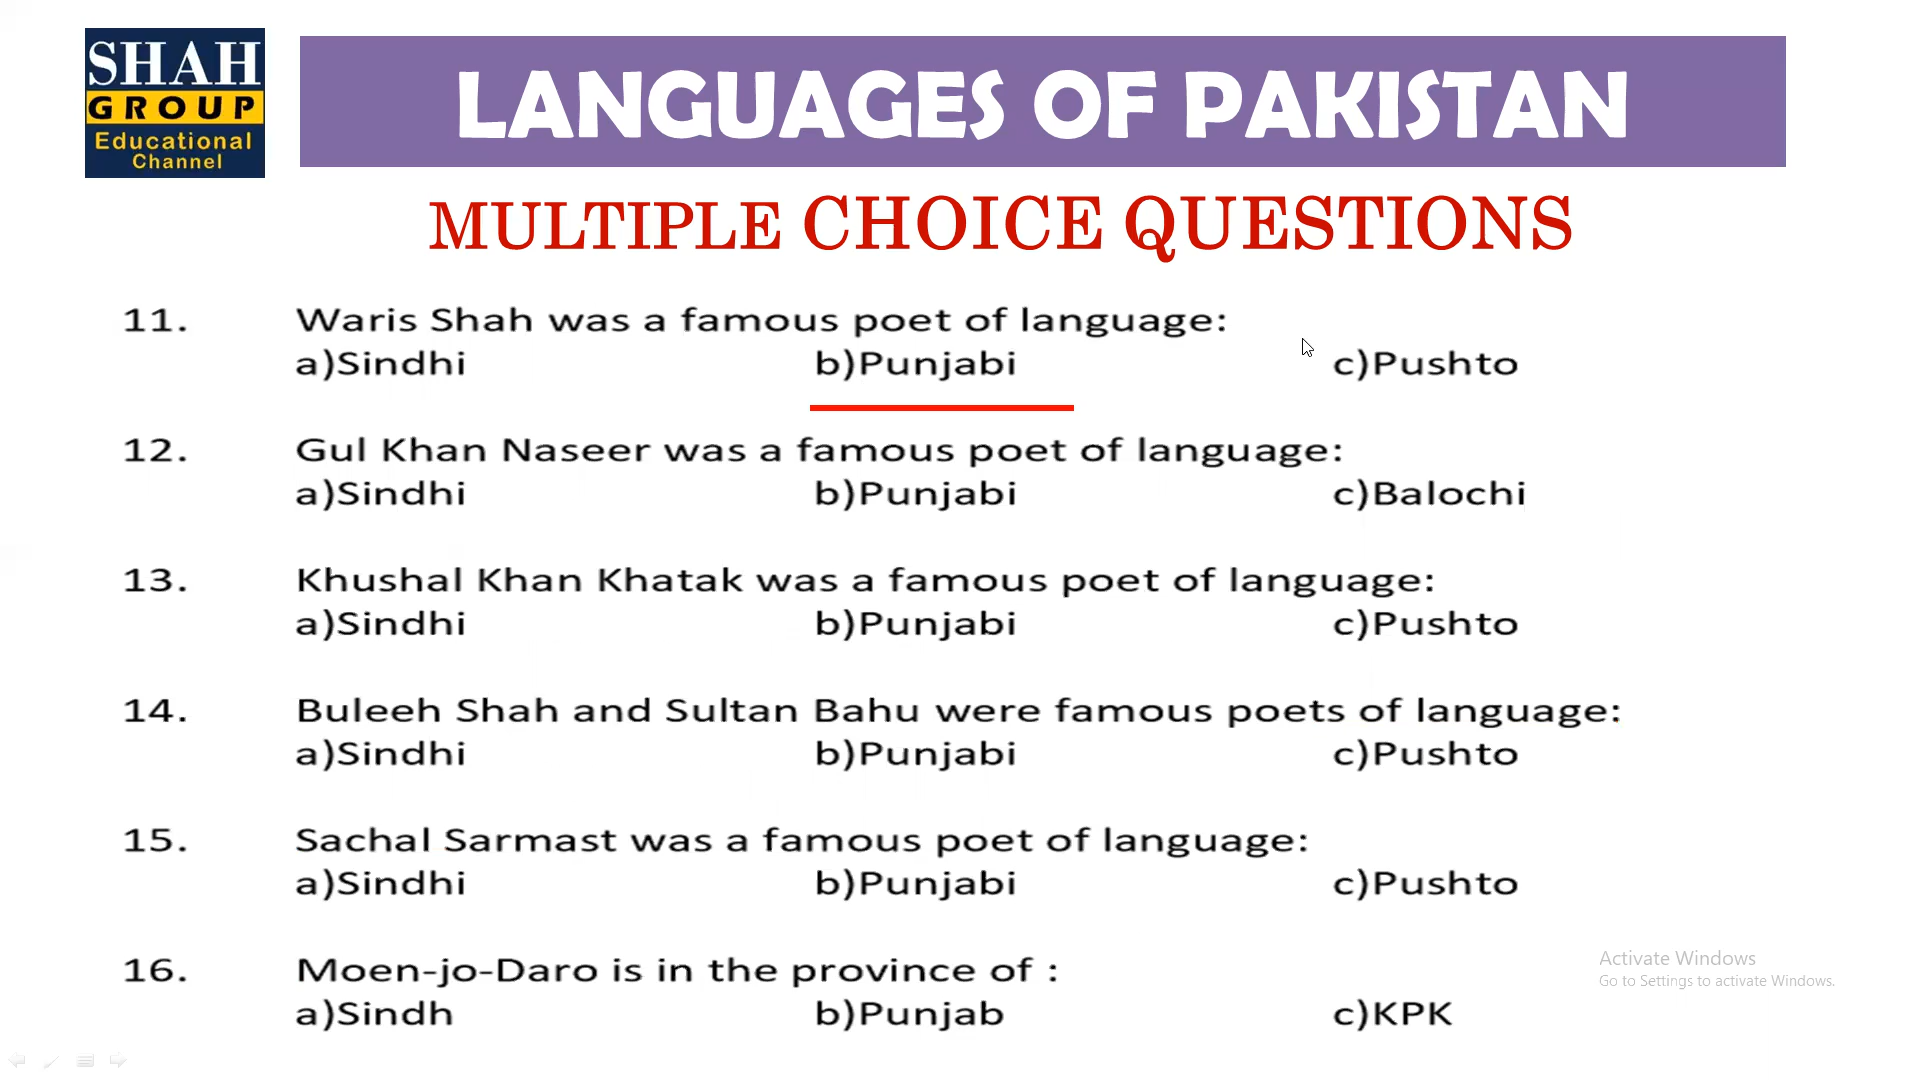 SHAH
GROUP
Educational
Channel
LANGUAGES OF PAKISTAN
MULTIPLE CHOICE QUESTIONS
11. Waris Shah was a famous poet of language:
a)Sindhi b)Punjabi c)Pushto
12. Gul Khan Naseer was a famous poet of language:
a)Sindhi b)Punjabi c)Balochi
13. Khushal Khan Khatak was a famous poet of language:
a)Sindhi b)Punjabi c)Pushto
14. Buleeh Shah and Sultan Bahu were famous poets of language:
a)Sindhi b)Punjabi c)Pushto
15. Sachal Sarmast was a famous poet of language:
a)Sindhi b)Punjabi c)Pushto
16. Moen-jo-Daro is in the province of :
a)Sindh b)Punjab c)KPK
Activate Windows
Go to Settings to activate Windows.